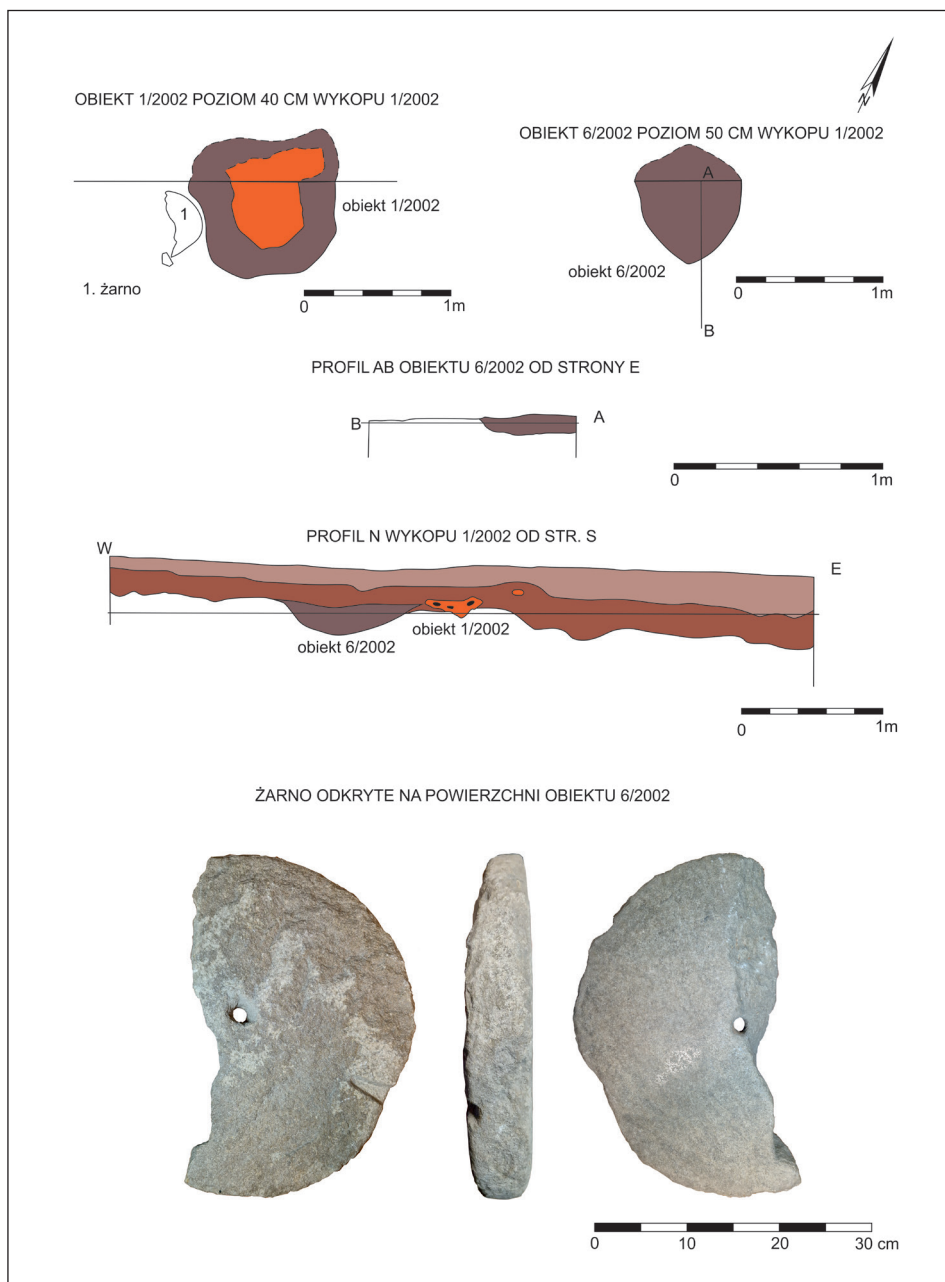 N
OBIEKT 1/2002 POZIOM 40 CM WYKOPU 1/2002
1
obiekt 1/2002
1. żarno
0 1m
OBIEKT 6/2002 POZIOM 50 CM WYKOPU 1/2002
A
obiekt 6/2002
B
0 1m
PROFIL AB OBIEKTU 6/2002 OD STRONY E
B A
0 1m
PROFIL N WYKOPU 1/2002 OD STR. S
W
E
obiekt 1/2002
obiekt 6/2002
0 1m
ŻARNO ODKRYTE NA POWIERZCHNI OBIEKTU 6/2002
0 10 20 30 cm